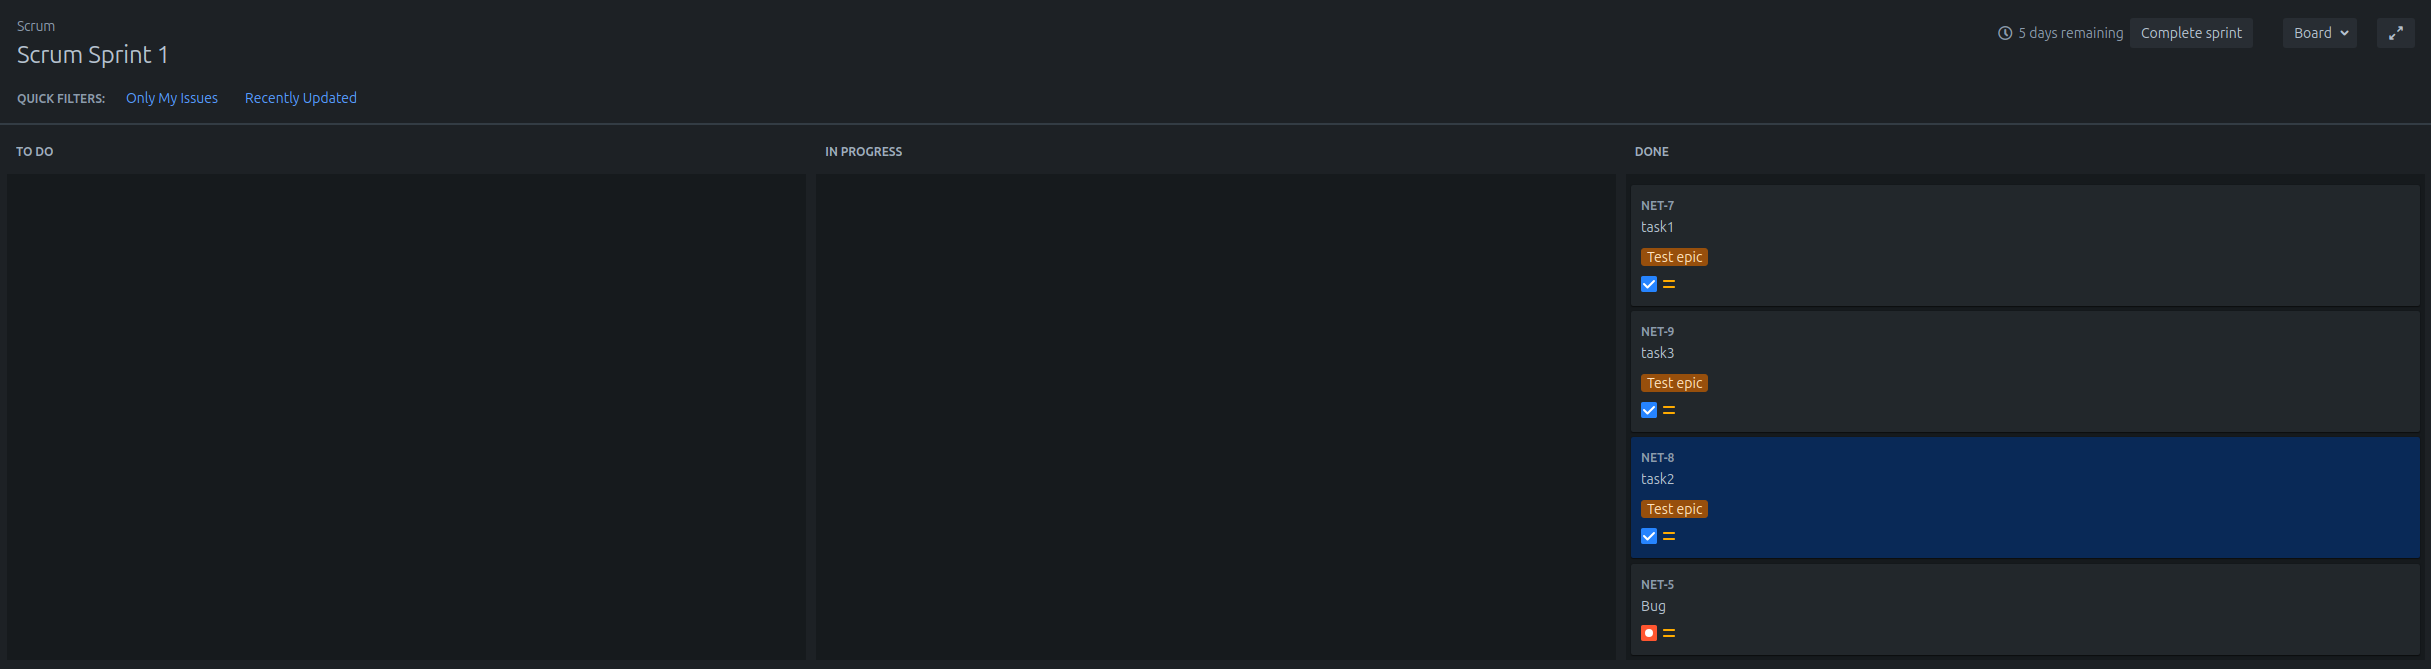 Scrum
Scrum Sprint 1
5 days remaining
Complete sprint
Board
QUICK FILTERS:
Only My Issues
Recently Updated
TO DO
IN PROGRESS
DONE
NET-7
task1
Test epic
NET-9
task3
Test epic
NET-8
task2
Test epic
NET-5
Bug